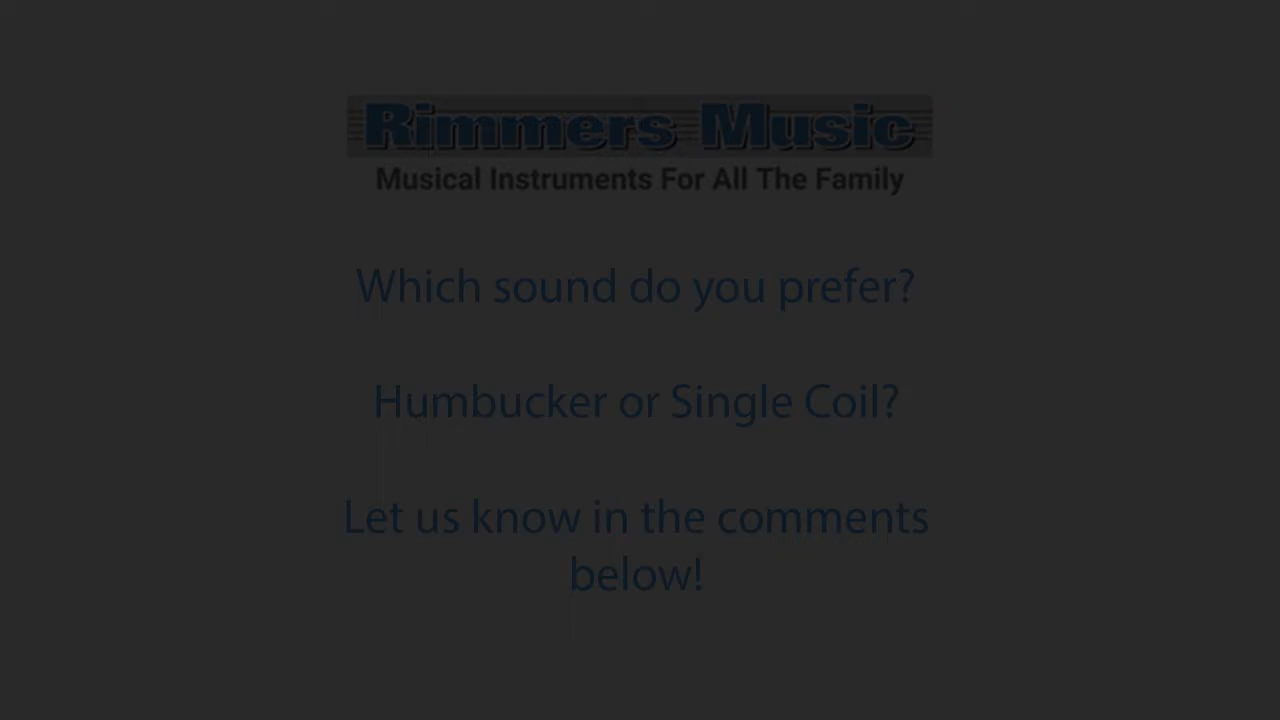 Rimmers Music
Musical Instruments For All The Family
Which sound do you prefer?
Humbucker or Single Coil?
Let us know in the comments
below!